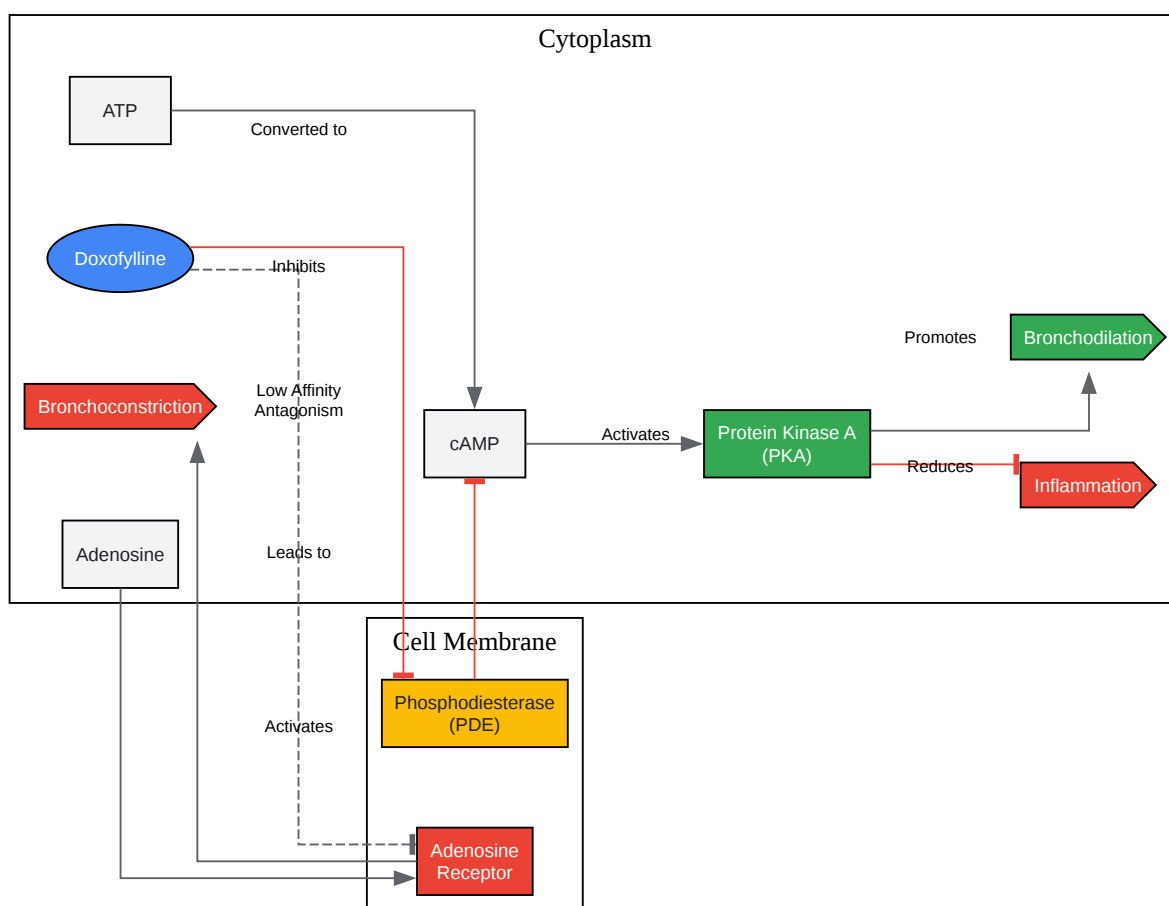 Cytoplasm
ATP
Converted to
Doxofylline
Inhibits
Promotes
Bronchodilation
Low Affinity
Antagonism
Bronchoconstriction
cAMP
Activates
Protein Kinase A
(PKA)
Reduces
Inflammation
Adenosine
Leads to
Cell Membrane
Phosphodiesterase
(PDE)
Activates
Adenosine
Receptor